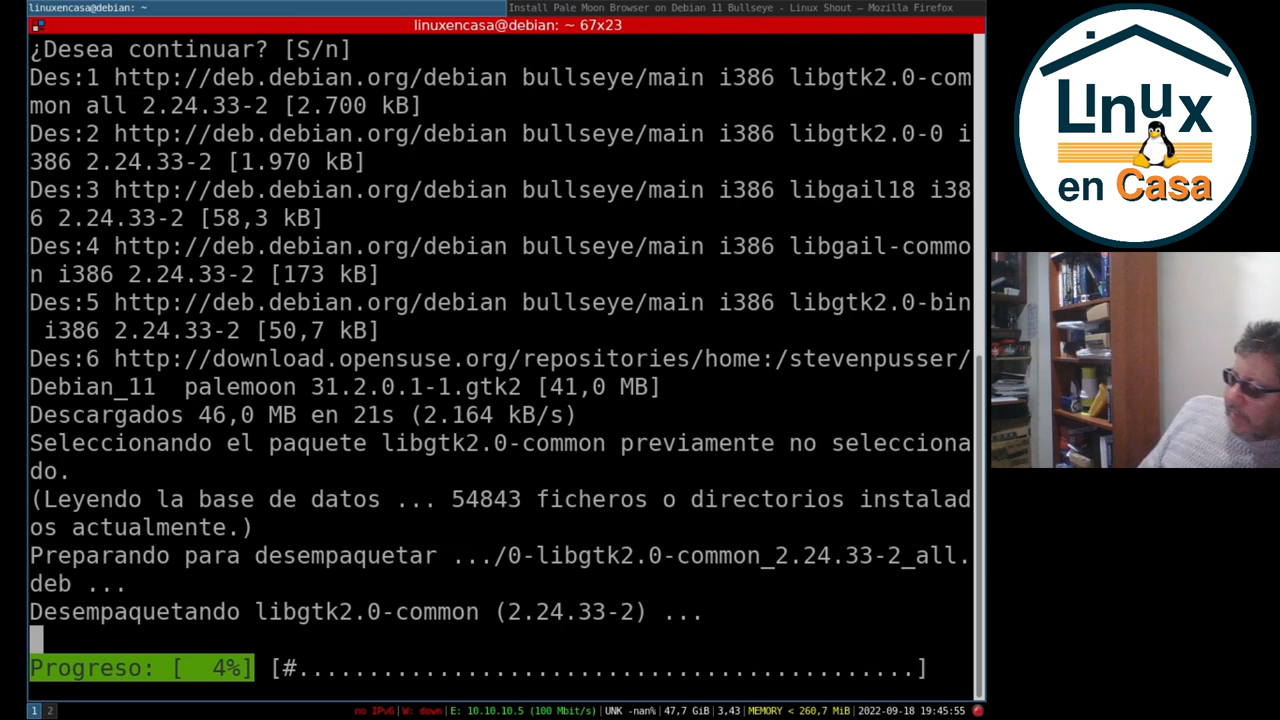 linuxencasa@debian: ~
Install Pale Moon Browser on Debian 11 Bullseye - Linux Shout — Mozilla Firefox
linuxencasa@debian: ~ 67x23
¿Desea continuar? [S/n]
Des:1 http://deb.debian.org/debian bullseye/main i386 libgtk2.0-com
mon all 2.24.33-2 [2.700 kB]
Des:2 http://deb.debian.org/debian bullseye/main i386 libgtk2.0-0 i
386 2.24.33-2 [1.970 kB]
Des:3 http://deb.debian.org/debian bullseye/main i386 libgail18 i38
6 2.24.33-2 [58,3 kB]
Des:4 http://deb.debian.org/debian bullseye/main i386 libgail-commo
n i386 2.24.33-2 [173 kB]
Des:5 http://deb.debian.org/debian bullseye/main i386 libgtk2.0-bin
 i386 2.24.33-2 [50,7 kB]
Des:6 http://download.opensuse.org/repositories/home:/stevenpusser/
Debian_11  palemoon 31.2.0.1-1.gtk2 [41,0 MB]
Descargados 46,0 MB en 21s (2.164 kB/s)
Seleccionando el paquete libgtk2.0-common previamente no selecciona
do.
(Leyendo la base de datos ... 54843 ficheros o directorios instalad
os actualmente.)
Preparando para desempaquetar .../0-libgtk2.0-common_2.24.33-2_all.
deb ...
Desempaquetando libgtk2.0-common (2.24.33-2) ...
Progreso: [  4%] [#............................................]
1 2
no IPv6 | W: down | E: 10.10.10.5 (100 Mbit/s) | UNK -nan% | 47,7 GiB | 3,43 | MEMORY < 260,7 MiB | 2022-09-18 19:45:55
Linux
en Casa